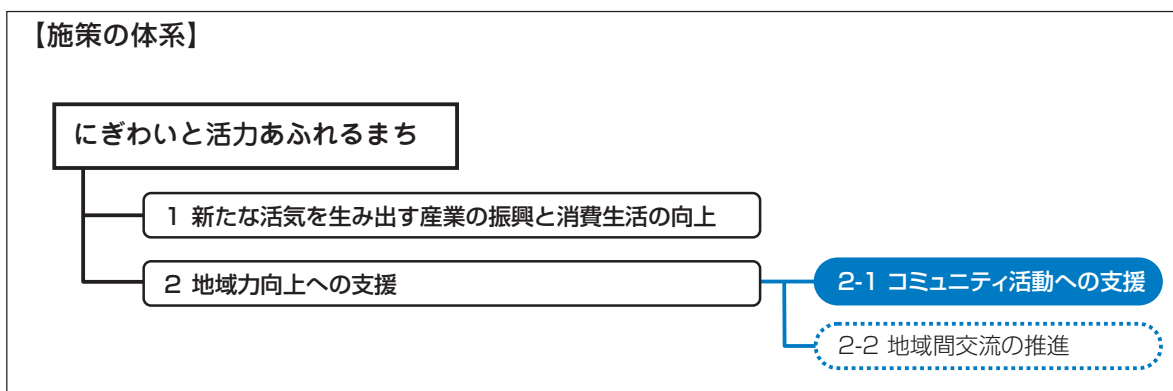 【施策の体系】
にぎわいと活力あふれるまち
1 新たな活気を生み出す産業の振興と消費生活の向上
2 地域力向上への支援
2-1 コミュニティ活動への支援
2-2 地域間交流の推進